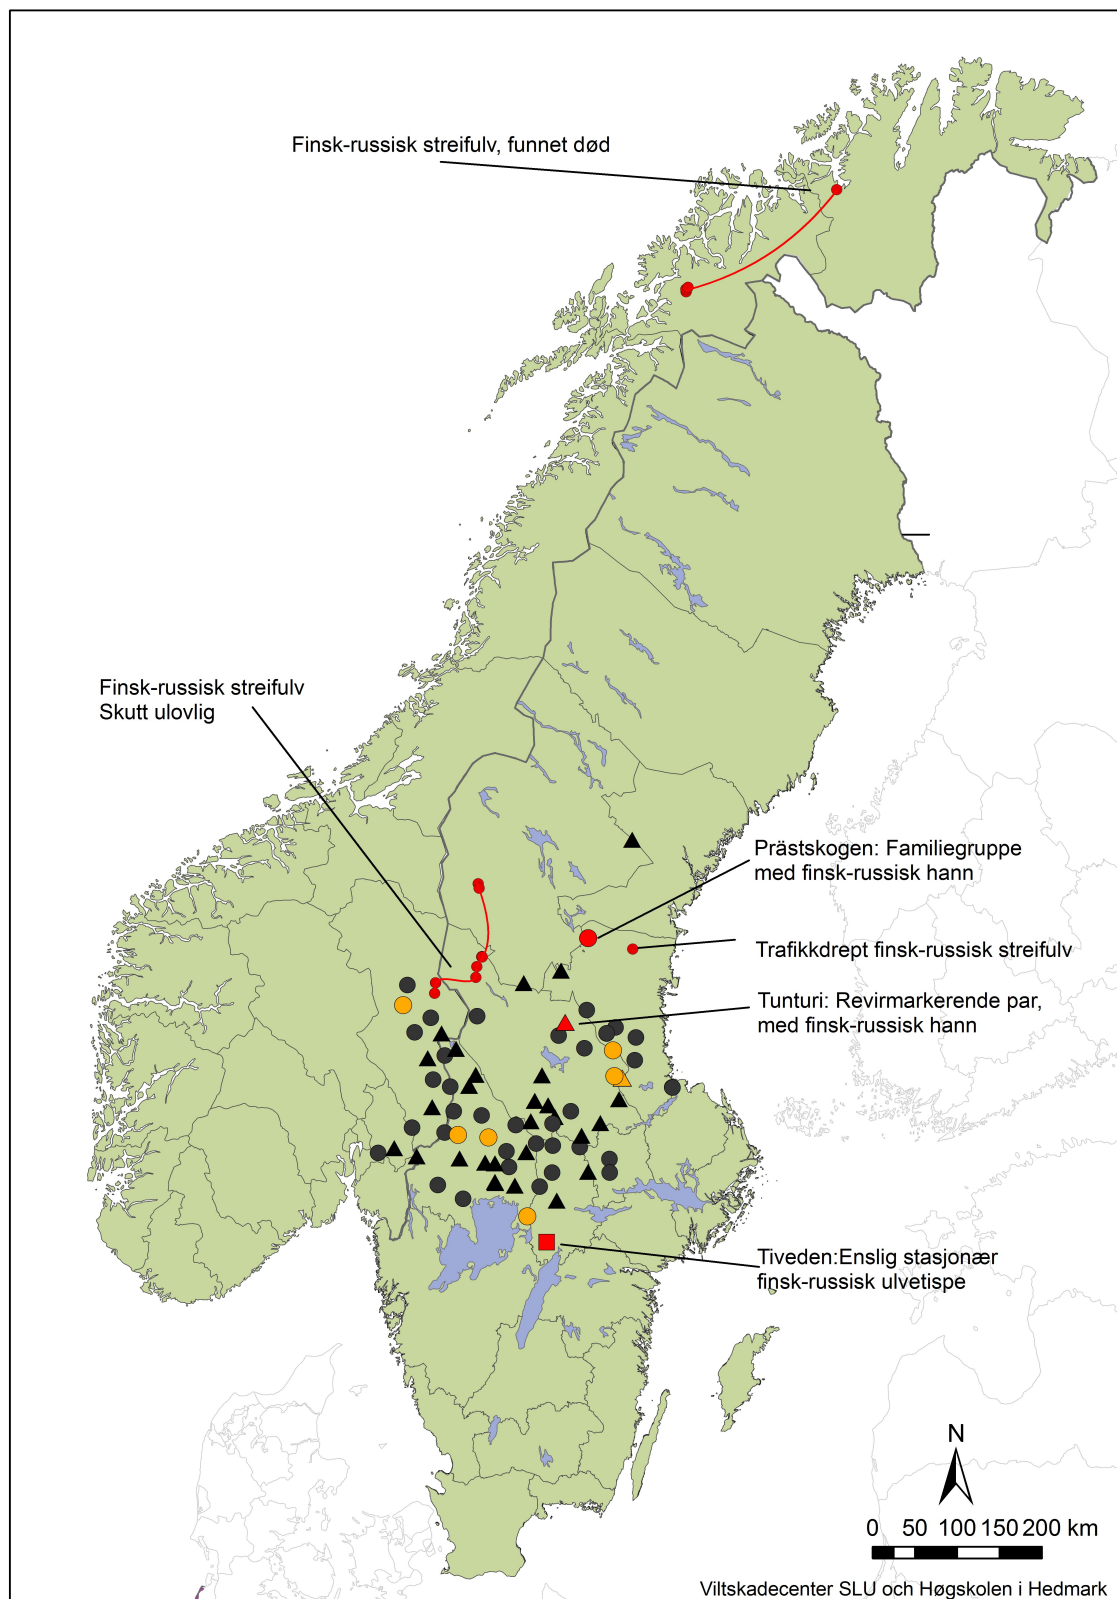 Finsk-russisk streifulv, funnet død
Finsk-russisk streifulv
Skutt ulovlig
Prästskogen: Familiegruppe
med finsk-russisk hann
Trafikkdrept finsk-russisk streifulv
Tunturi: Revirmarkerende par,
med finsk-russisk hann
Tiveden:Enslig stasjonær
finsk-russisk ulvetispe
N
0 50 100 150 200 km
Viltskadecenter SLU och Høgskolen i Hedmark